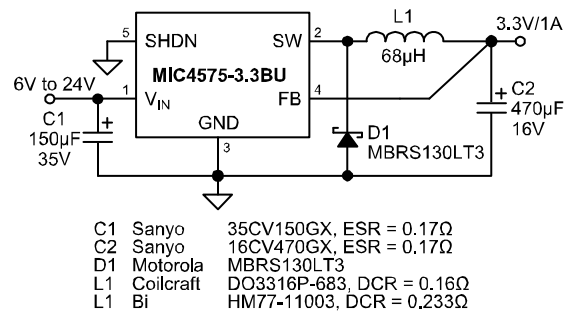 L1
3.3V/1A
5 SHDN SW 2
68µH
MIC4575-3.3BU
6V to 24V
1 VIN FB 4
C2
470µF
16V
C1
150µF
35V
GND
3
D1
MBRS130LT3
C1 Sanyo 35CV150GX, ESR = 0.17Ω
C2 Sanyo 16CV470GX, ESR = 0.17Ω
D1 Motorola MBRS130LT3
L1 Coilcraft DO3316P-683, DCR = 0.16Ω
L1 Bi HM77-11003, DCR = 0.233Ω